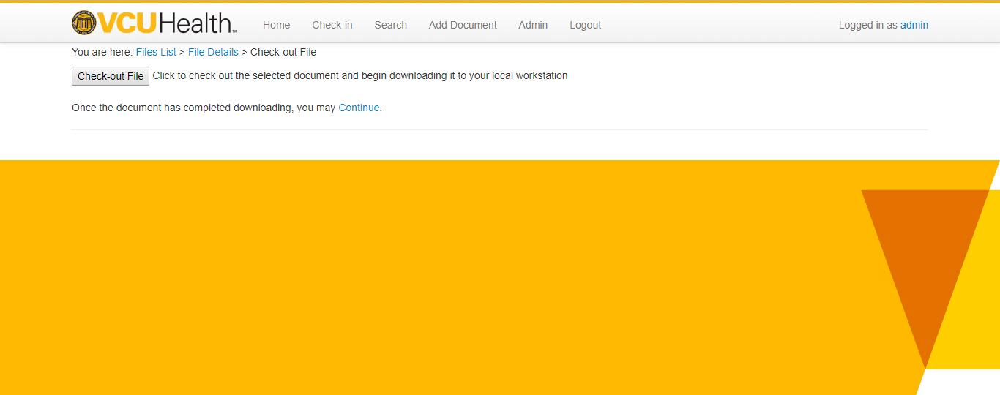 VCUHealth™ Home Check-in Search Add Document Admin Logout Logged in as admin
You are here: Files List > File Details > Check-out File
Check-out File Click to check out the selected document and begin downloading it to your local workstation
Once the document has completed downloading, you may Continue.